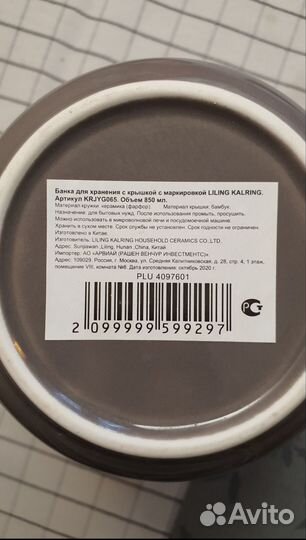 Банка для хранения с крышкой с маркировкой LILING KALRING.
Артикул KRJYG065. Объем 850 мл.
Материал кружки: керамика (фарфор) Материал крышки: бамбук.
Назначение: для бытовых нужд. После использования промыть, просушить.
Можно использовать в микроволновой печи и посудомоечной машине.
Хранить в сухом месте. Срок службы не установлен. Срок годности не ограничен.
Изготовлено в Китае.
Изготовитель: LILING KALRING HOUSEHOLD CERAMICS CO.,LTD
Адрес: Sunjiawan ,Liling, Hunan ,China, Китай
Импортер: АО «АРВИАЙ (РАШЕН ВЕНЧУР ИНВЕСТМЕНТС)».
Адрес: 109029, Россия, г. Москва, ул. Средняя Калитниковская, д. 28, стр. 4, 1 этаж,
помещение VIII, комната №8. Дата изготовления: октябрь 2020 г.
PLU 4097601
2 099999 599297
Avito